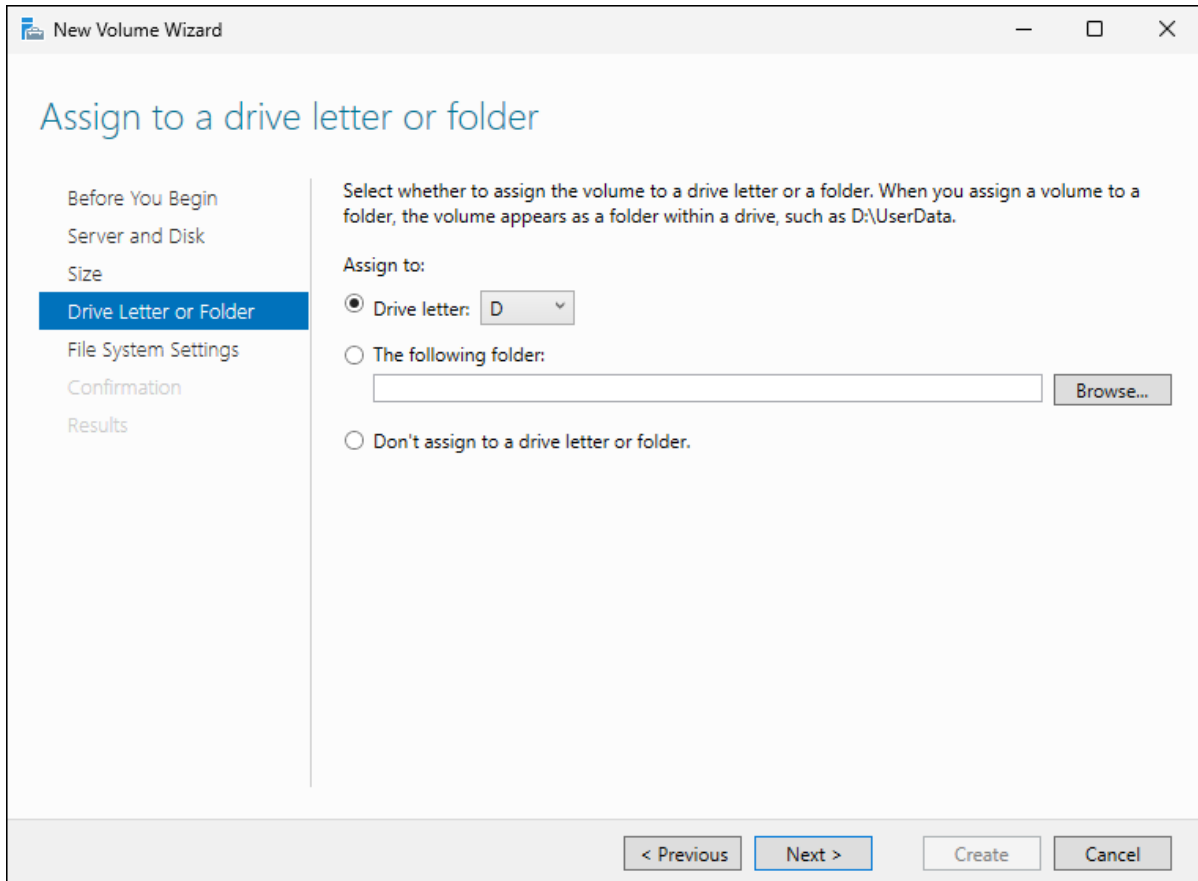 New Volume Wizard
Assign to a drive letter or folder
Before You Begin
Server and Disk
Size
Drive Letter or Folder
File System Settings
Confirmation
Results
Select whether to assign the volume to a drive letter or a folder. When you assign a volume to a
folder, the volume appears as a folder within a drive, such as D:\UserData.
Assign to:
Drive letter: D
The following folder:
Browse...
Don't assign to a drive letter or folder.
< Previous Next > Create Cancel